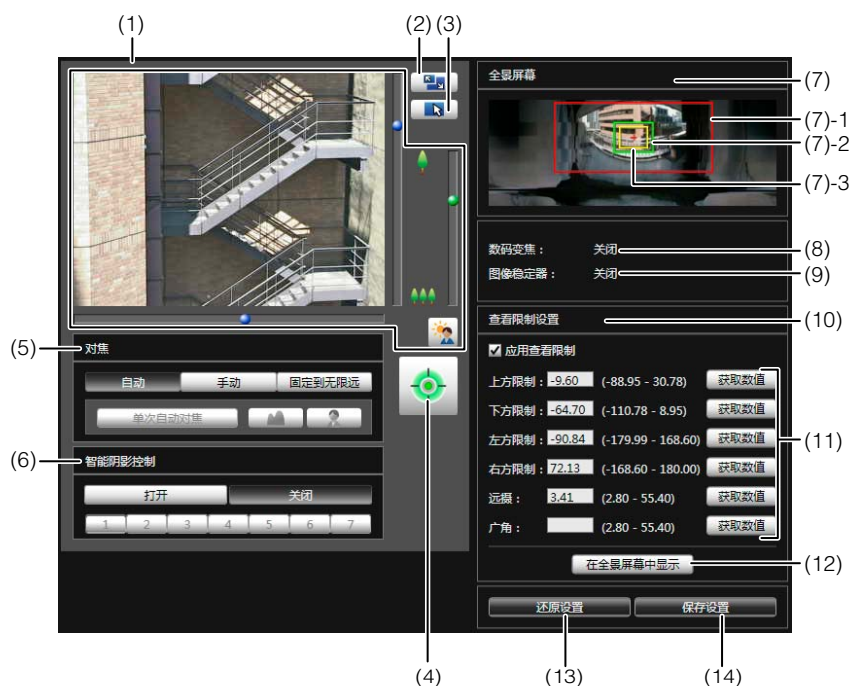 (1)
(2) (3)
全景屏幕
(7)
(7)-1
(7)-2
(7)-3
数码变焦： 关闭
(8)
图像稳定器： 关闭
(9)
查看限制设置
(10)
应用查看限制
上方限制： -9.60 (-88.95 - 30.78) 获取数值
下方限制： -64.70 (-110.78 - 8.95) 获取数值
左方限制： -90.84 (-179.99 - 168.60) 获取数值
(11)
右方限制： 72.13 (-168.60 - 180.00) 获取数值
远摄： 3.41 (2.80 - 55.40) 获取数值
广角： (2.80 - 55.40) 获取数值
在全景屏幕中显示
(12)
还原设置 保存设置
(5)
对焦
自动 手动 固定到无限远
单次自动对焦
(6)
智能阴影控制
打开 关闭
1 2 3 4 5 6 7
(4) (13) (14)